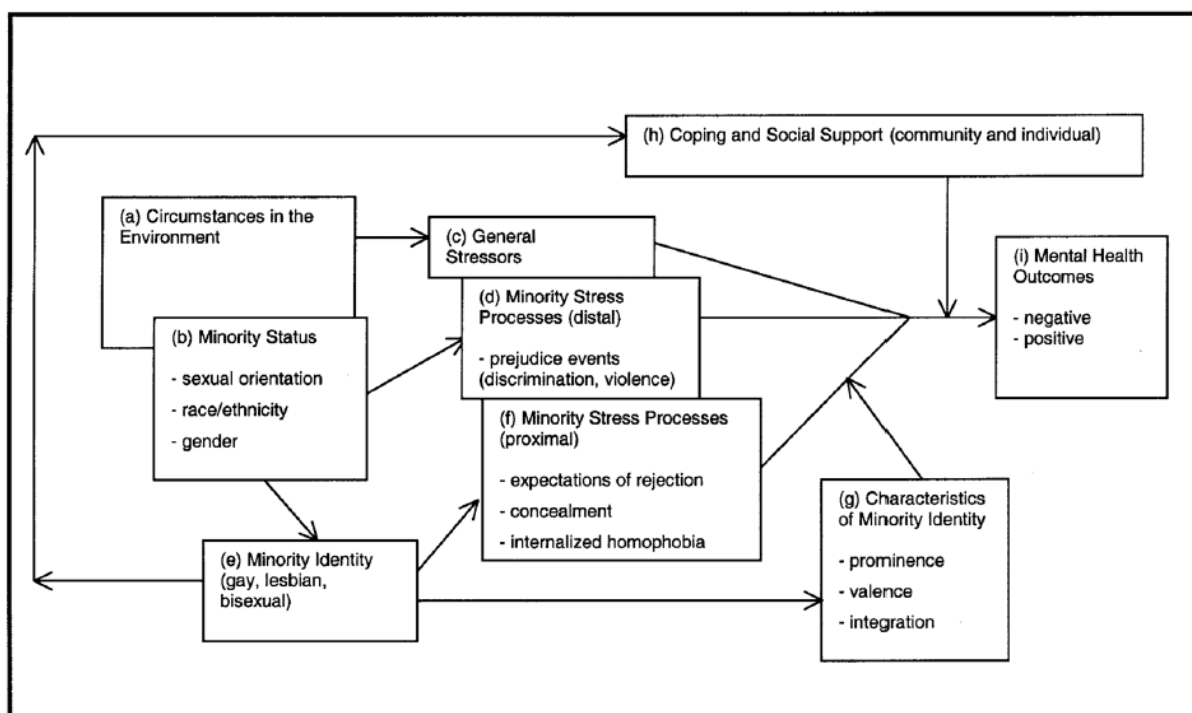 (h) Coping and Social Support (community and individual)
(a) Circumstances in the
Environment
(c) General
Stressors
(i) Mental Health
Outcomes
- negative
- positive
(d) Minority Stress
Processes (distal)
- prejudice events
(discrimination, violence)
(b) Minority Status
- sexual orientation
- race/ethnicity
- gender
(f) Minority Stress Processes
(proximal)
- expectations of rejection
- concealment
- internalized homophobia
(g) Characteristics
of Minority Identity
- prominence
- valence
- integration
(e) Minority Identity
(gay, lesbian,
bisexual)